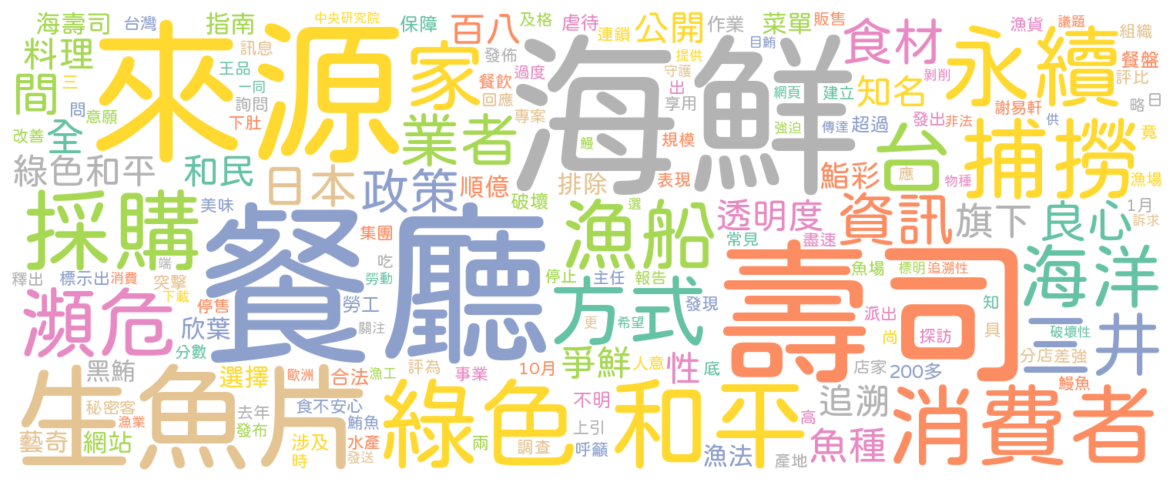 海壽司
台灣
指南
中央研究院
保障
百八
及格
虐待
連鎖
公開
作業
菜單
販售
漁貨
議題
組織
料理
訊息
來源
家
發佈
海鮮
目鮪
提供
食材
永續
餐盤
間
三
王品
一同
餐飲
過度
回應
守護
出
享用
網頁
建立
知名
剝削
謝易軒
評比
問
意願
詢問
下肚
業者
專案
強迫
傳達
超過
發出
非法
略
日
改善
全
鰻
規模
台
捕撈
供
竟
綠色和平
和民
日本
政策
順億
排除
表現
鮨彩
應
物種
漁場
採購
美味
破壞
漁船
選
透明度
資訊
旗下
良心
1月
訴求
餐廳
集團
常見
盡速
釋出
端
標示出
消費
突擊
吃
勞動
停止
主任
報告
魚場
標明
追溯性
海洋
瀕危
下載
停售
勞工
方式
發現
壽司
派出
知
具
欣葉
關注
更
希望
尚
探訪
三井
破壞性
分數
黑鮪
選擇
歐洲
漁工
合法
評為
事業
10月
爭鮮
人意
性
底
店家
200多
分店
差強
鰻魚
生魚片
秘密客
去年
食不安心
綠色和平
不明
高
追溯
消費者
藝奇
漁業
網站
發布
涉及
時
鮪魚
水產
發送
兩
調查
上引
呼籲
漁法
產地
魚種